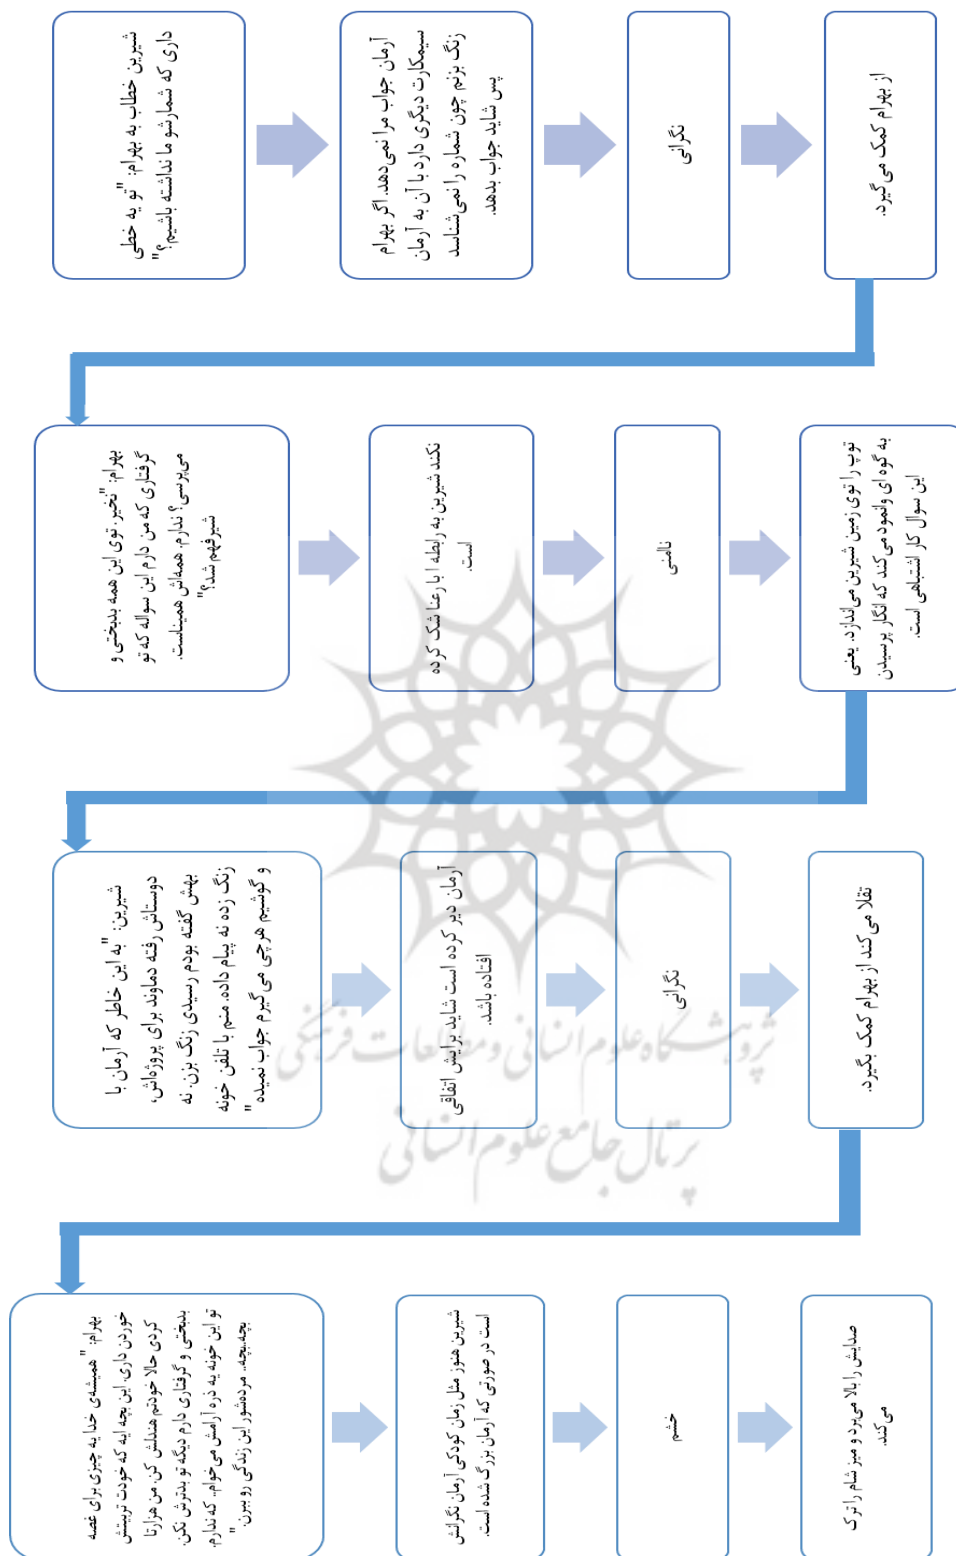 شیرین خطاب به بهرام: "تو یه خطی
داری که شمارشو ما نداشته باشیم؟"
آرمان جواب مرا نمی‌دهد. اگر بهرام
سیمکارت دیگری دارد با آن به آرمان
زنگ بزنم چون شماره را نمی‌شناسد
پس شاید جواب بدهد.
نگرانی
از بهرام کمک می‌گیرد.
بهرام: "نخیر. توی این همه بدبختی و
گرفتاری که من دارم این سواله که تو
می‌پرسی؟ ندارم. همه‌اش همیناست.
شیرفهم شد؟"
نکند شیرین به رابطه ا با رعنا شک کرده
است.
ناامنی
توپ را توی زمین شیرین می‌اندازد. یعنی
به گوه ای وانمود می‌کند که انگار پرسیدن
این سوال کار اشتباهی است.
شیرین: "به این خاطر که آرمان با
دوستاش رفته دماوند برای پروژه‌اش،
بهش گفته بودم رسیدی زنگ بزن. نه
زنگ زده نه پیام داده. منم با تلفن خونه
و گوشیم هرچی می‌گیرم جواب نمیده"
آرمان دیر کرده است شاید برایش اتفاقی
افتاده باشد.
نگرانی
تقلا می‌کند از بهرام کمک بگیرد.
بهرام: "همیشه‌ی خدا یه چیزی برای غصه
خوردن داری. این بچه ایه که خودت تربیتش
کردی حالا خودتم هندلش کن. من هزارتا
بدبختی و گرفتاری دارم دیگه تو بدترش نکن.
تو این خونه یه ذره آرامش می‌خوام.. که ندارم.
بچه..بچه.. مرده‌شور این زندگی رو ببرن."
شیرین هنوز مثل زمان کودکی آرمان نگرانش
است در صورتی که آرمان بزرگ شده است.
خشم
صدایش را بالا می‌برد و میز شام را ترک
می‌کند.
پژوهشگاه علوم انسانی و مطالعات فرهنگی
پرتال جامع علوم انسانی